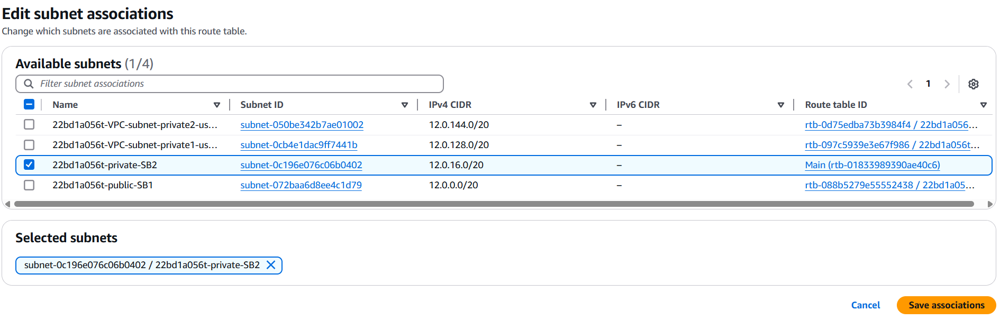 Edit subnet associations
Change which subnets are associated with this route table.
Available subnets (1/4)
Filter subnet associations
1
Name Subnet ID IPv4 CIDR IPv6 CIDR Route table ID
22bd1a056t-VPC-subnet-private2-us... subnet-050be342b7ae01002 12.0.144.0/20 – rtb-0d75edba73b3984f4 / 22bd1a056...
22bd1a056t-VPC-subnet-private1-us... subnet-0cb4e1dac9ff7441b 12.0.128.0/20 – rtb-097c5939e3e67f986 / 22bd1a056t...
22bd1a056t-private-SB2 subnet-0c196e076c06b0402 12.0.16.0/20 – Main (rtb-01833989390ae40c6)
22bd1a056t-public-SB1 subnet-072baa6d8ee4c1d79 12.0.0.0/20 – rtb-088b5279e55552438 / 22bd1a05...
Selected subnets
subnet-0c196e076c06b0402 / 22bd1a056t-private-SB2
Cancel Save associations